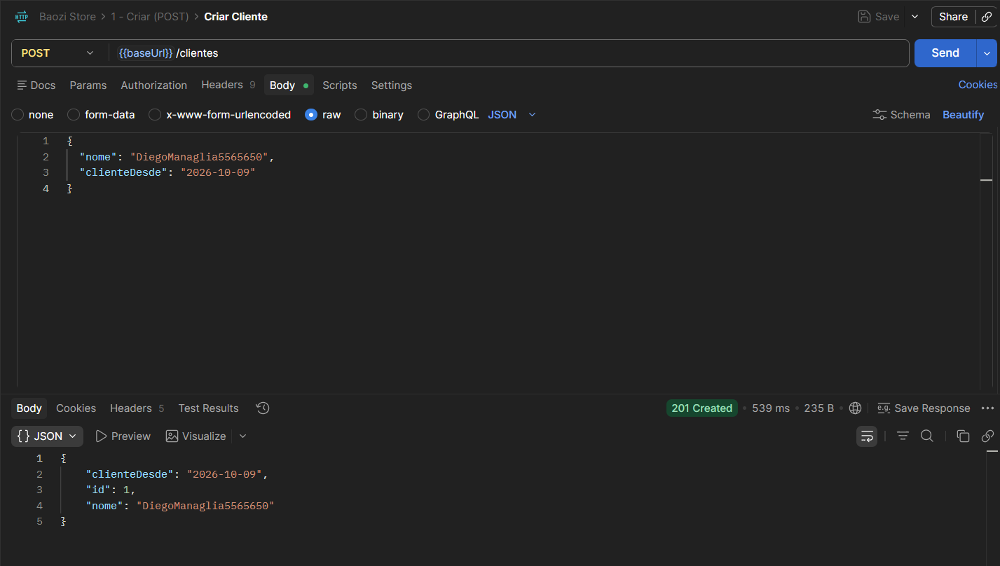 HTTP Baozi Store > 1 - Criar (POST) > Criar Cliente Save Share
POST {{baseUrl}} /clientes Send
Docs Params Authorization Headers 9 Body Scripts Settings Cookies
none form-data x-www-form-urlencoded raw binary GraphQL JSON Schema Beautify
1 {
2 "nome": "DiegoManaglia5565650",
3 "clienteDesde": "2026-10-09"
4 }
Body Cookies Headers 5 Test Results 201 Created • 539 ms • 235 B • e.g. Save Response
{} JSON Preview Visualize
1 {
2 "clienteDesde": "2026-10-09",
3 "id": 1,
4 "nome": "DiegoManaglia5565650"
5 }